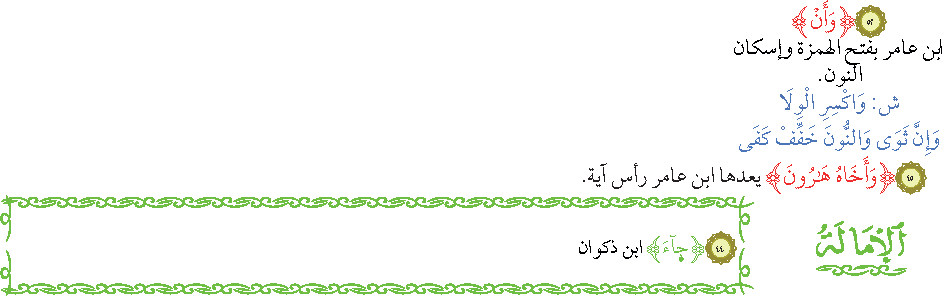 ٥٢ ﴿وَأَنْ﴾
ابن عامر بفتح الهمزة وإسكان
النون.
ش: وَاكْسِرِ الْوِلَا
وَإِنَّ ثَوَى وَالنُّونَ خَفِّفْ كَفَى
٤٥ ﴿وَأَخَاهُ هَٰرُونَ﴾ يعدها ابن عامر رأس آية.
الإمالة
٤٤ ﴿جَآءَ﴾ ابن ذكوان